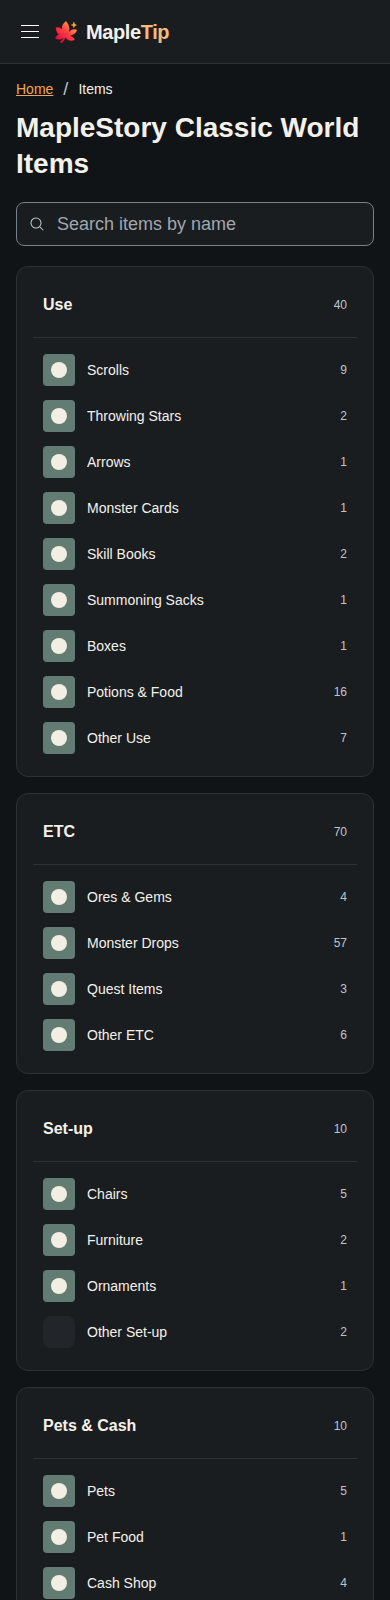 MapleTip
Home / Items
MapleStory Classic World
Items
Search items by name
Use 40
Scrolls 9
Throwing Stars 2
Arrows 1
Monster Cards 1
Skill Books 2
Summoning Sacks 1
Boxes 1
Potions & Food 16
Other Use 7
ETC 70
Ores & Gems 4
Monster Drops 57
Quest Items 3
Other ETC 6
Set-up 10
Chairs 5
Furniture 2
Ornaments 1
Other Set-up 2
Pets & Cash 10
Pets 5
Pet Food 1
Cash Shop 4